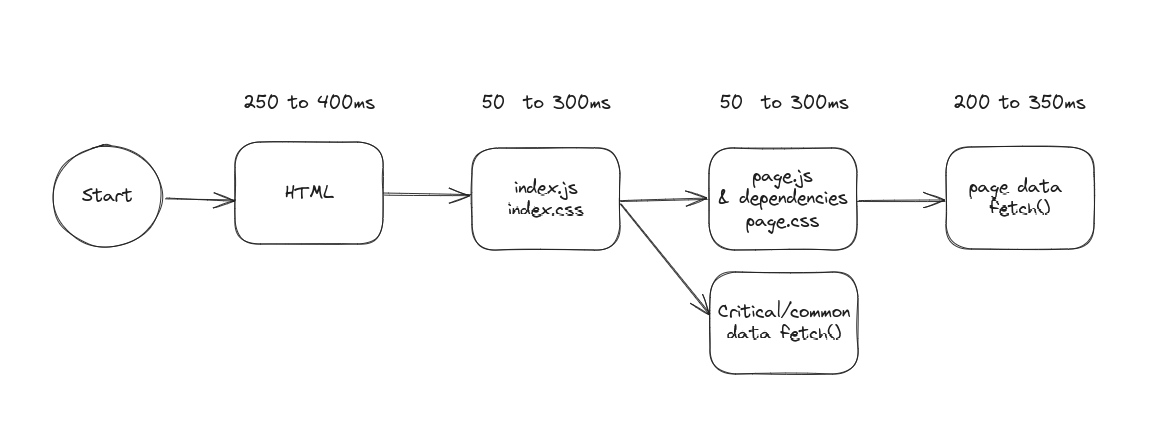 250 to 400ms
50 to 300ms
50 to 300ms
200 to 350ms
Start
HTML
index.js
index.css
page.js
& dependencies
page.css
page data
fetch()
Critical/common
data fetch()